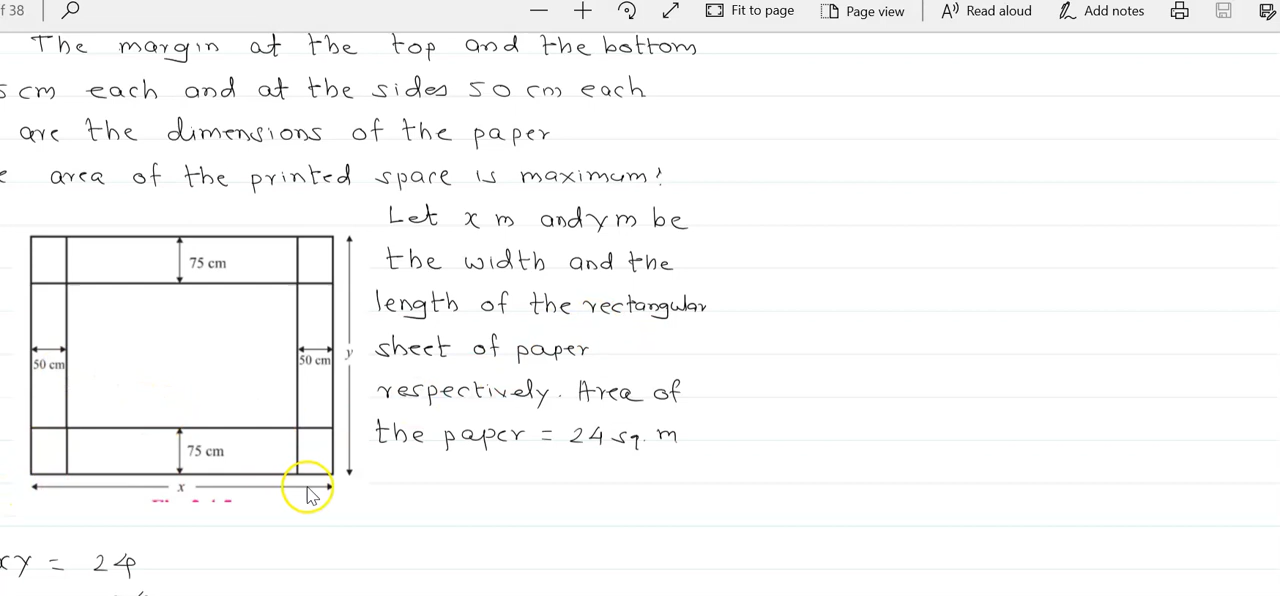 f 38 Fit to page Page view Read aloud Add notes
The margin at the top and the bottom
5 cm each and at the sides 50 cm each
are the dimensions of the paper
e area of the printed space is maximum?
Let x m and y m be
the width and the
length of the rectangular
sheet of paper
respectively. Area of
the paper = 24 sq. m
75 cm
50 cm 50 cm y
75 cm
x
xy = 24